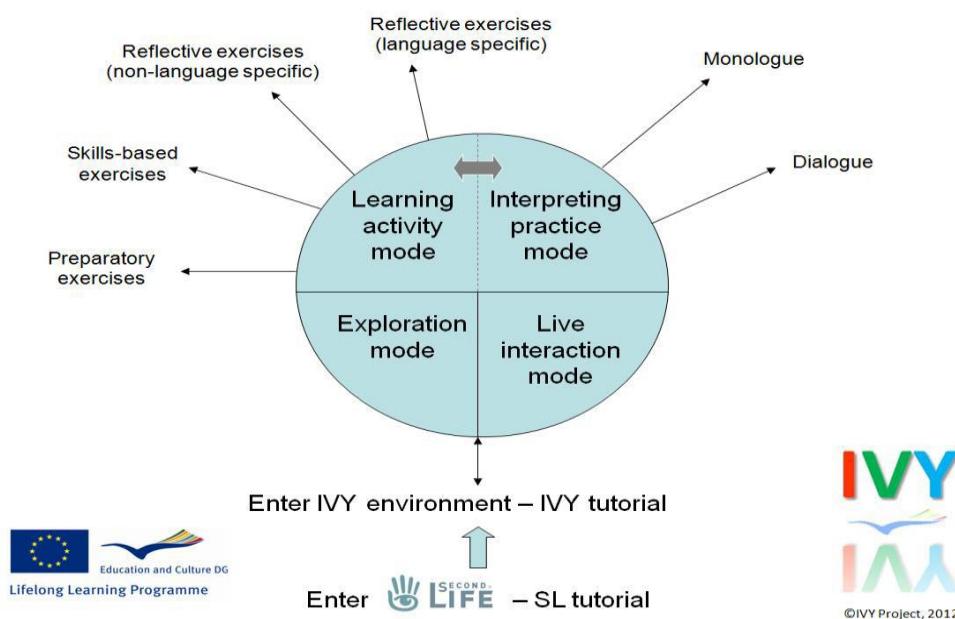 Reflective exercises
(language specific)
Reflective exercises
(non-language specific)
Monologue
Skills-based
exercises
Dialogue
Learning
activity
mode
Interpreting
practice
mode
Preparatory
exercises
Exploration
mode
Live
interaction
mode
Enter IVY environment – IVY tutorial
Education and Culture DG
Lifelong Learning Programme
Enter SECOND LIFE – SL tutorial
IVY
©IVY Project, 2012